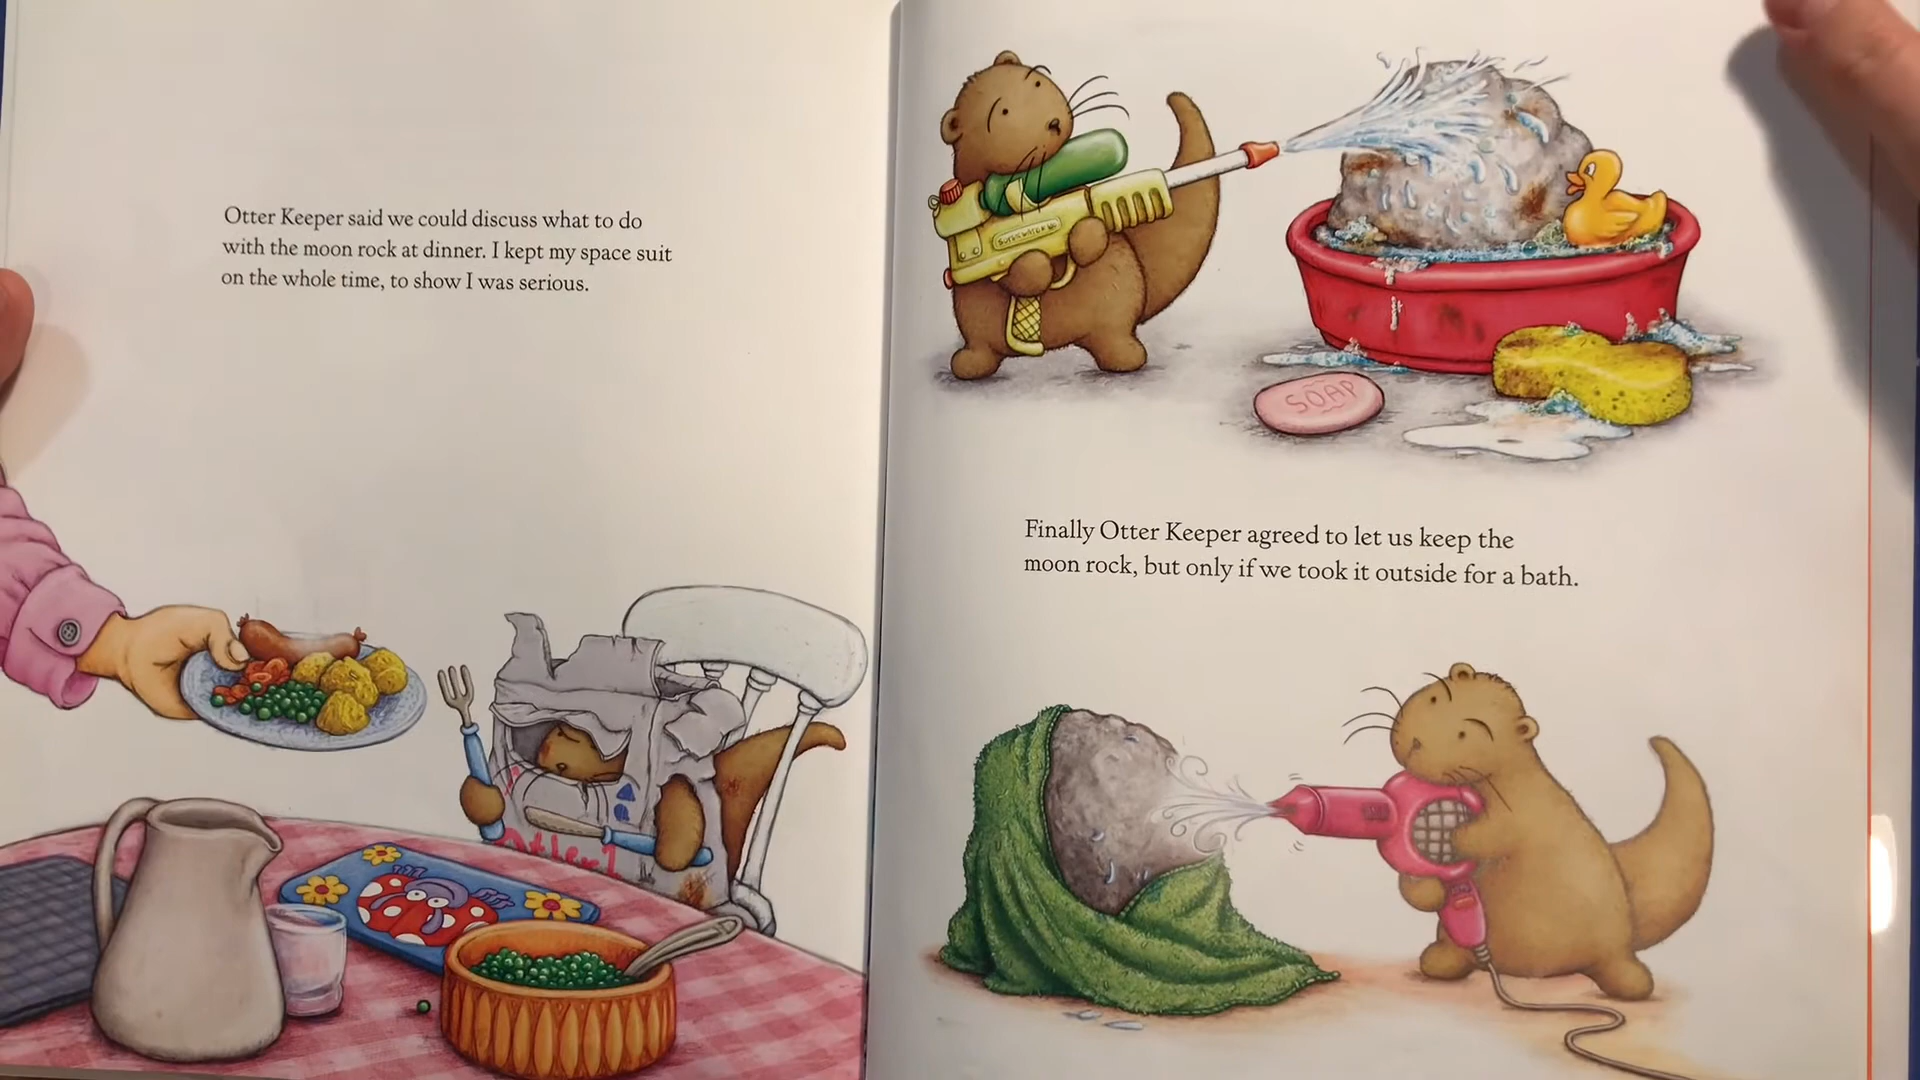 Otter Keeper said we could discuss what to do
with the moon rock at dinner. I kept my space suit
on the whole time, to show I was serious.
Otter 1
SOAP
Finally Otter Keeper agreed to let us keep the
moon rock, but only if we took it outside for a bath.